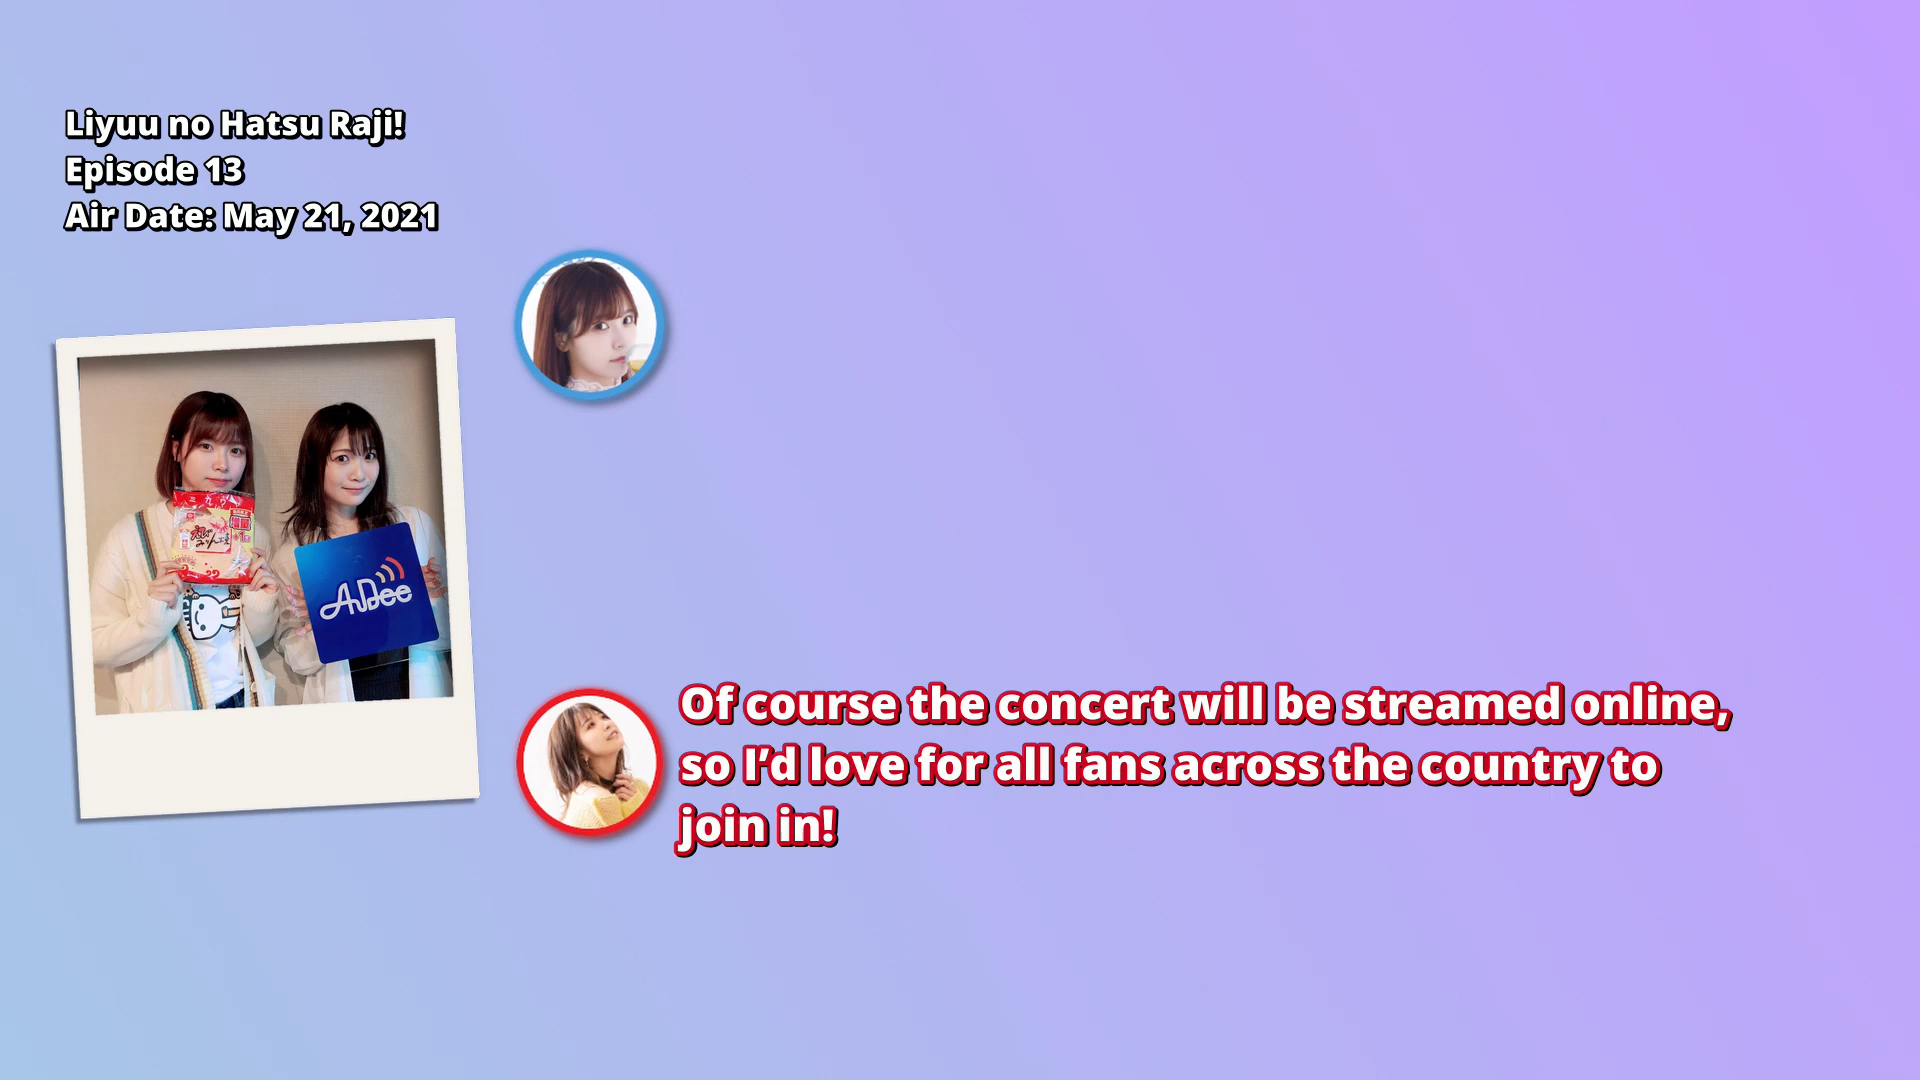 Liyuu no Hatsu Raji!
Episode 13
Air Date: May 21, 2021
ADee
Of course the concert will be streamed online,
so I'd love for all fans across the country to
join in!